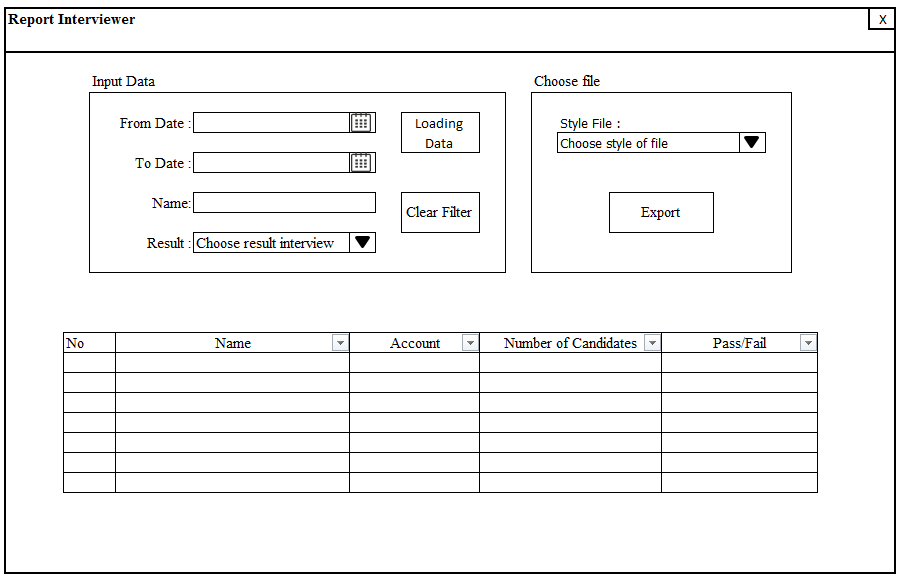 Report Interviewer
X
Input Data
Choose file
From Date :
Loading
Data
Style File :
Choose style of file
To Date :
Name:
Clear Filter
Export
Result :
Choose result interview
No
Name
Account
Number of Candidates
Pass/Fail